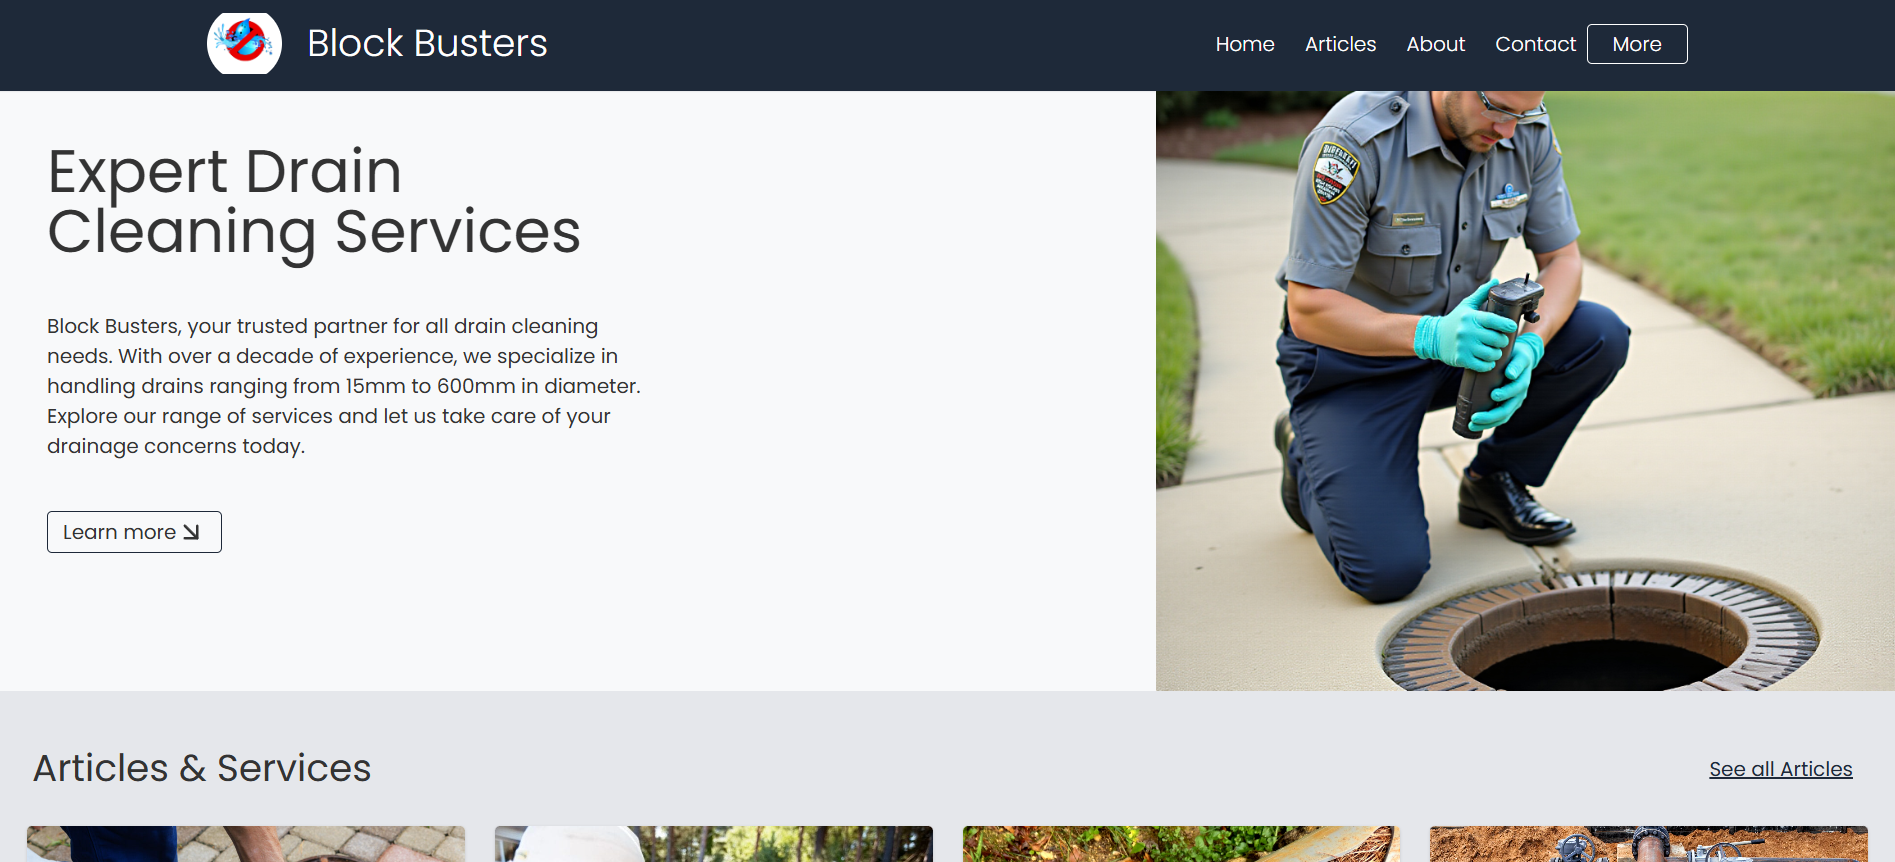 Block Busters
Home Articles About Contact More
Expert Drain
Cleaning Services
Block Busters, your trusted partner for all drain cleaning
needs. With over a decade of experience, we specialize in
handling drains ranging from 15mm to 600mm in diameter.
Explore our range of services and let us take care of your
drainage concerns today.
Learn more
Articles & Services
See all Articles